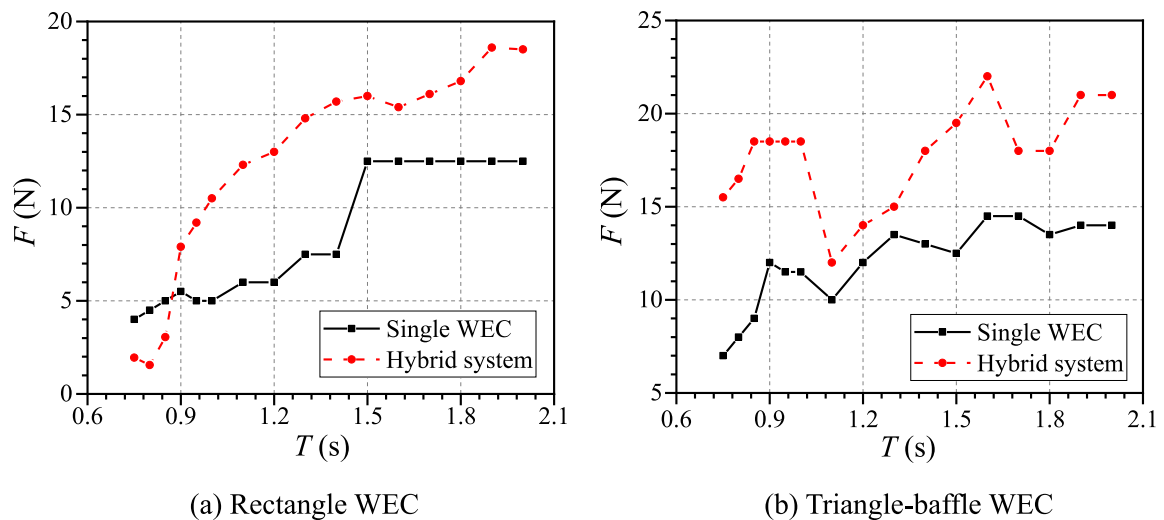 20
15
10
5
0
F (N)
0.6 0.9 1.2 1.5 1.8 2.1
T (s)
Single WEC
Hybrid system
(a) Rectangle WEC
25
20
15
10
5
F (N)
0.6 0.9 1.2 1.5 1.8 2.1
T (s)
Single WEC
Hybrid system
(b) Triangle-baffle WEC